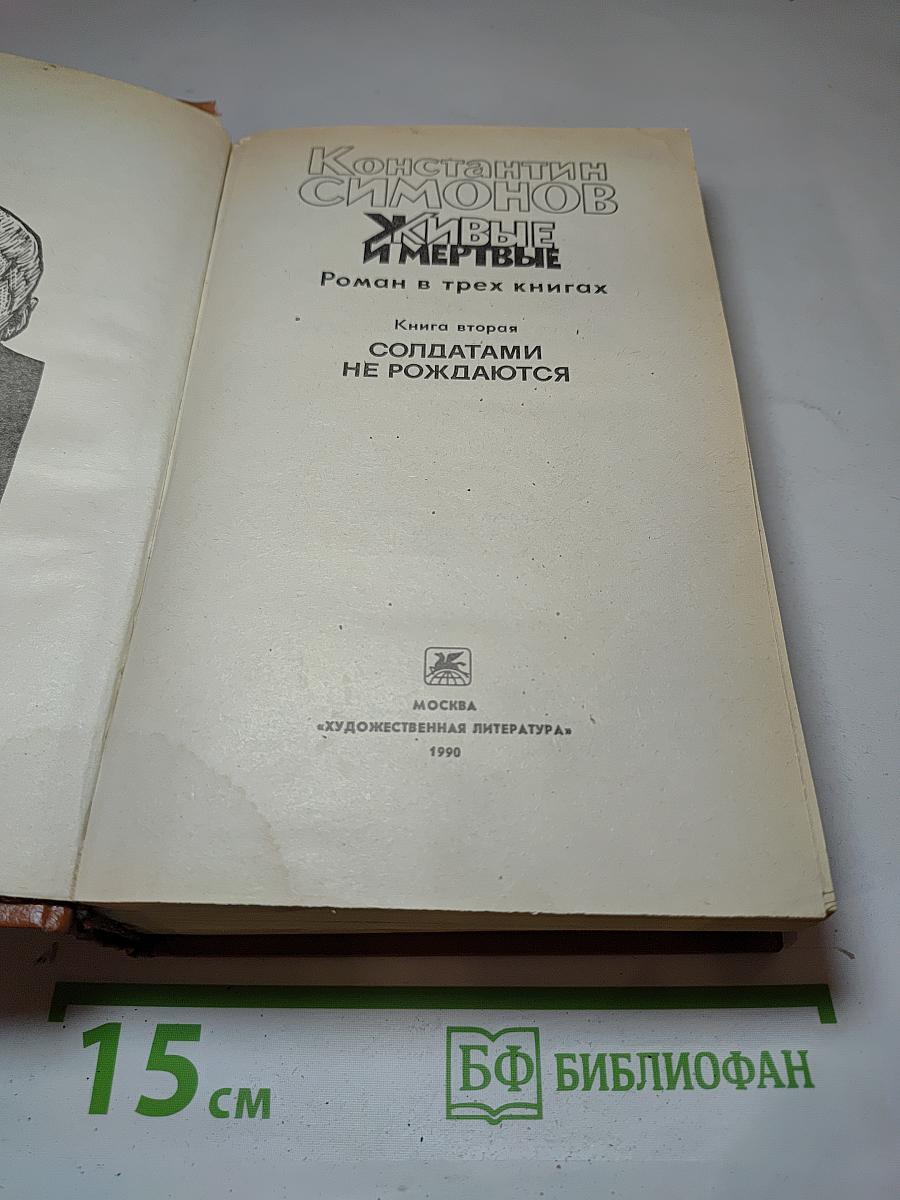 Константин
СИМОНОВ
ЖИВЫЕ
И МЕРТВЫЕ
Роман в трех книгах
Книга вторая
СОЛДАТАМИ
НЕ РОЖДАЮТСЯ
МОСКВА
«ХУДОЖЕСТВЕННАЯ ЛИТЕРАТУРА»
1990
15 см
БФ БИБЛИОФАН